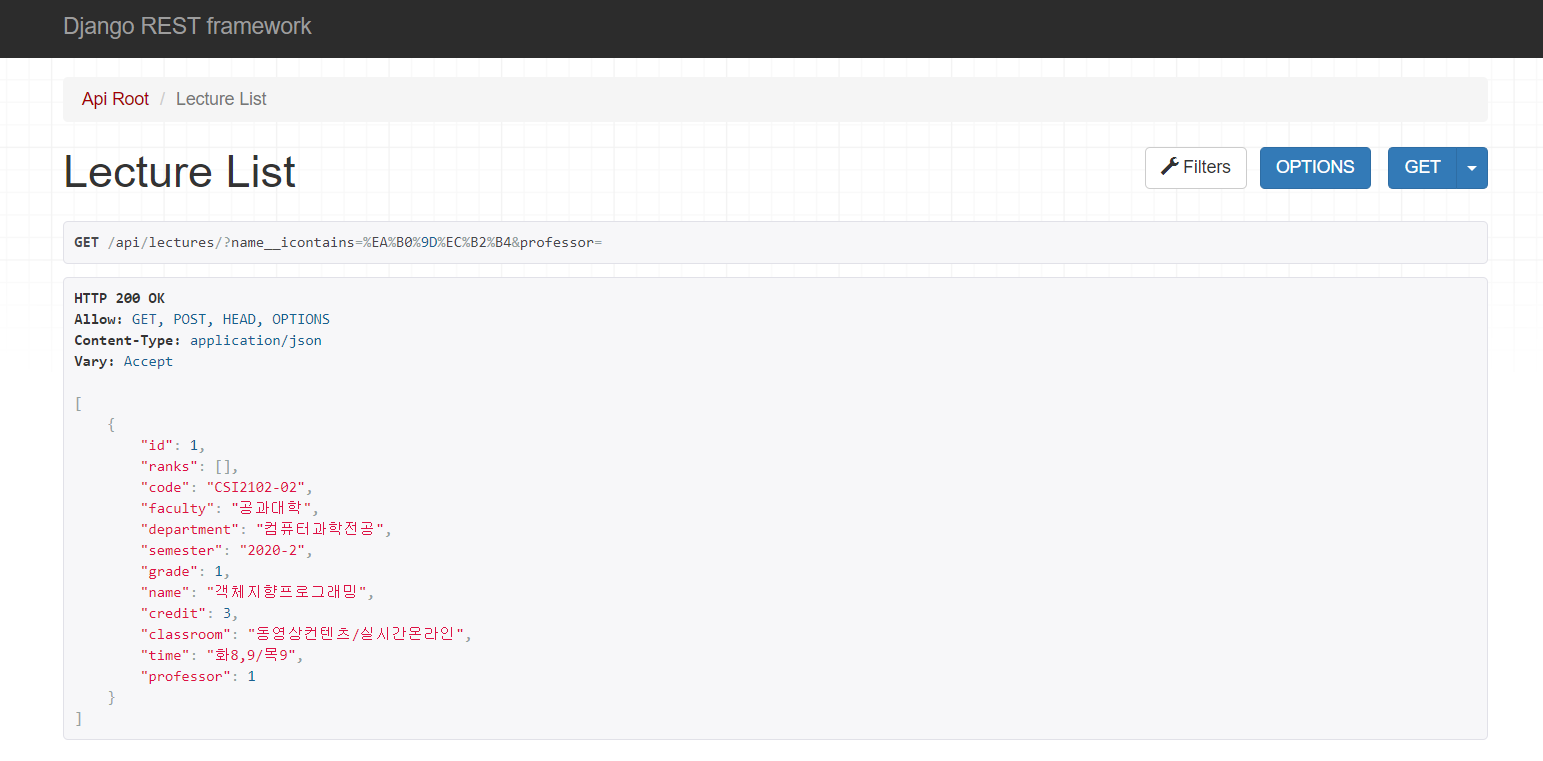 Django REST framework
Api Root / Lecture List
Lecture List
Filters
OPTIONS
GET
GET /api/lectures/?name__icontains=%EA%B0%9D%EC%B2%B4&professor=
HTTP 200 OK
Allow: GET, POST, HEAD, OPTIONS
Content-Type: application/json
Vary: Accept
[
    {
        "id": 1,
        "ranks": [],
        "code": "CSI2102-02",
        "faculty": "공과대학",
        "department": "컴퓨터과학전공",
        "semester": "2020-2",
        "grade": 1,
        "name": "객체지향프로그래밍",
        "credit": 3,
        "classroom": "동영상컨텐츠/실시간온라인",
        "time": "화8,9/목9",
        "professor": 1
    }
]